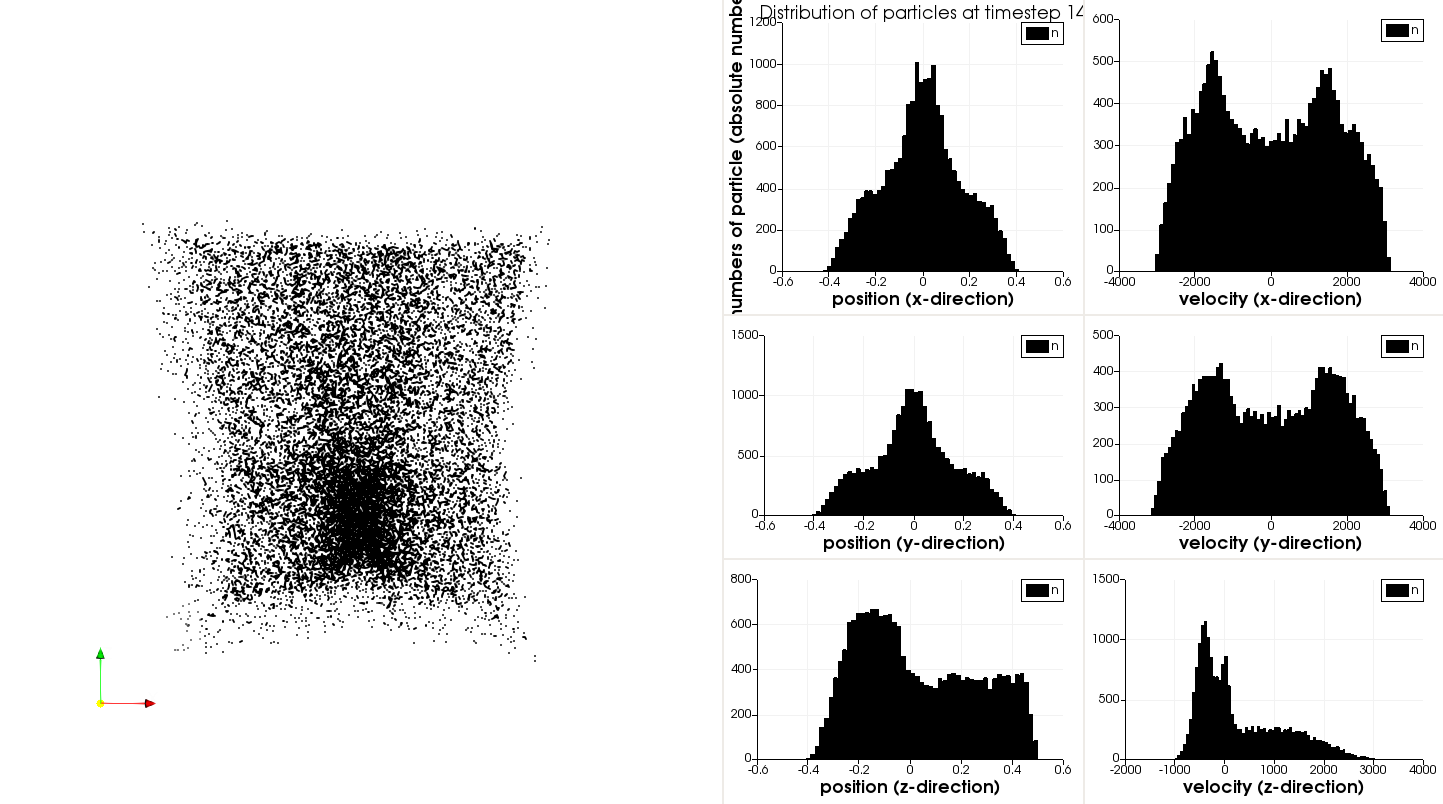 Distribution of particles at timestep 14
numbers of particle (absolute numbe
1200
1000
800
600
400
200
0
-0.6 -0.4 -0.2 0 0.2 0.4 0.6
position (x-direction)
n
600
500
400
300
200
100
0
-4000 -2000 0 2000 4000
velocity (x-direction)
n
1500
1000
500
0
-0.6 -0.4 -0.2 0 0.2 0.4 0.6
position (y-direction)
n
500
400
300
200
100
0
-4000 -2000 0 2000 4000
velocity (y-direction)
n
800
600
400
200
0
-0.6 -0.4 -0.2 0 0.2 0.4 0.6
position (z-direction)
n
1500
1000
500
0
-2000 -1000 0 1000 2000 3000 4000
velocity (z-direction)
n